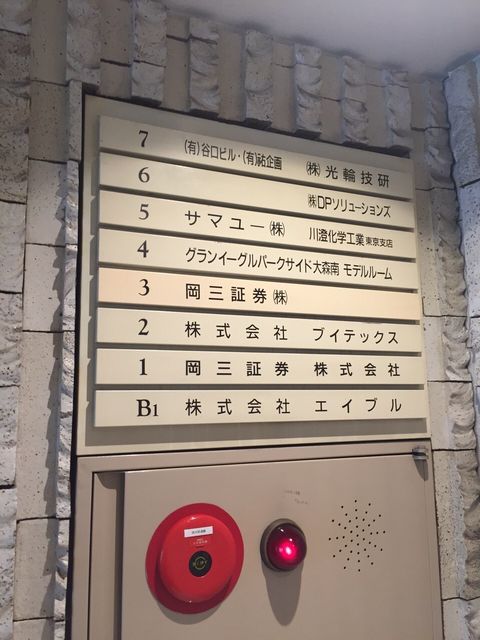 7 (有)谷口ビル・(有)祐企画 (株)光輪技研
6 ㈱DPソリューションズ
5 サマユー(株) 川澄化学工業 東京支店
4 グランイーグルパークサイド大森南 モデルルーム
3 岡三証券(株)
2 株式会社 ブイテックス
1 岡三証券 株式会社
B1 株式会社 エイブル